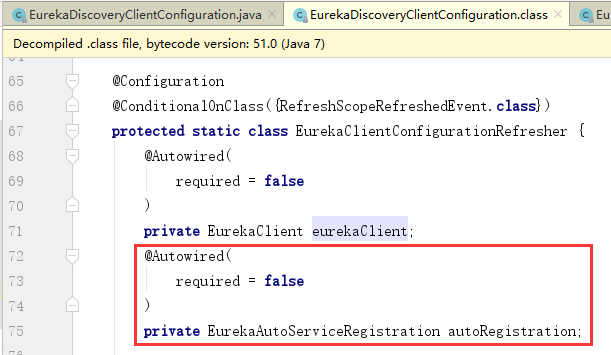 EurekaDiscoveryClientConfiguration.java × EurekaDiscoveryClientConfiguration.class × Eu
Decompiled .class file, bytecode version: 51.0 (Java 7)
65 @Configuration
66 @ConditionalOnClass({RefreshScopeRefreshedEvent.class})
67 protected static class EurekaClientConfigurationRefresher {
68 @Autowired(
69 required = false
70 )
71 private EurekaClient eurekaClient;
72 @Autowired(
73 required = false
74 )
75 private EurekaAutoServiceRegistration autoRegistration;